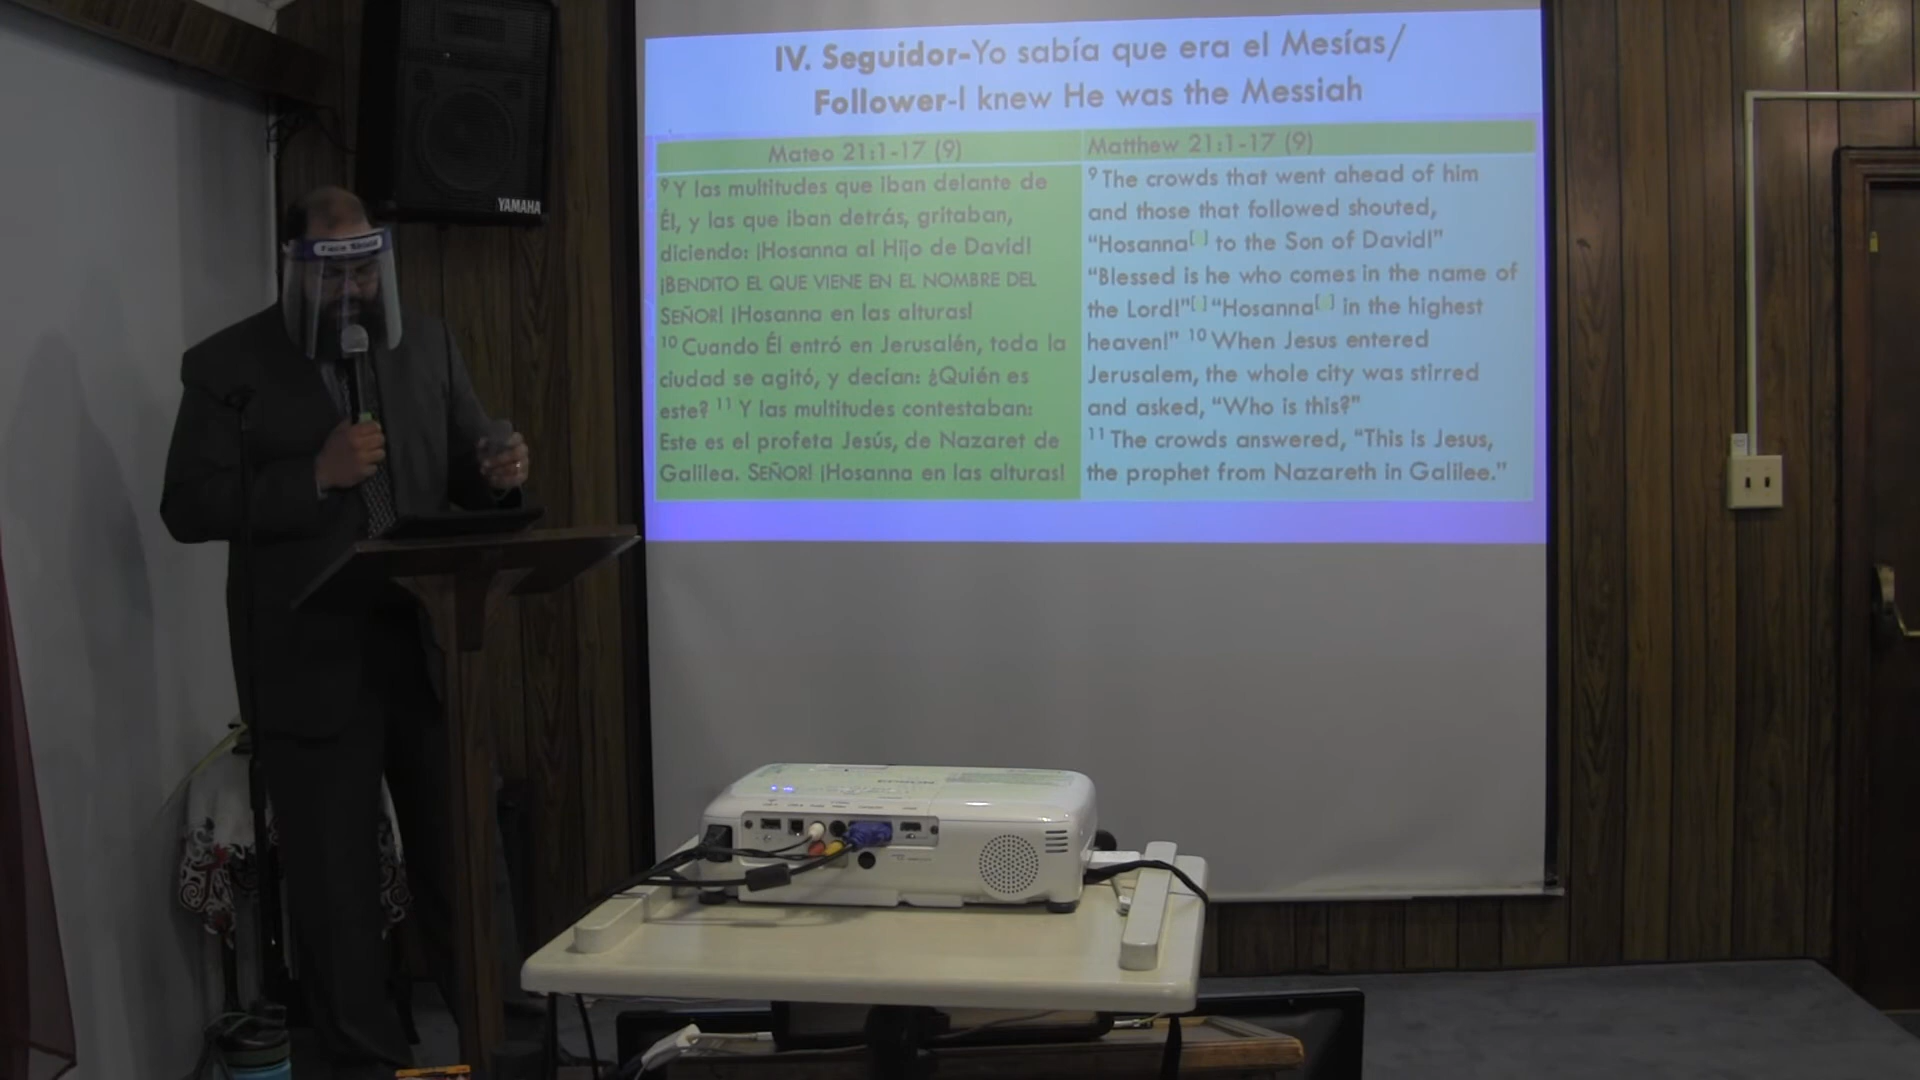 IV. Seguidor-Yo sabía que era el Mesías/
Follower-I knew He was the Messiah
Mateo 21:1-17 (9)
9 Y las multitudes que iban delante de
Él, y las que iban detrás, gritaban,
diciendo: ¡Hosanna al Hijo de David!
¡BENDITO EL QUE VIENE EN EL NOMBRE DEL
SEÑOR! ¡Hosanna en las alturas!
10 Cuando Él entró en Jerusalén, toda la
ciudad se agitó, y decían: ¿Quién es
este? 11 Y las multitudes contestaban:
Este es el profeta Jesús, de Nazaret de
Galilea. SEÑOR! ¡Hosanna en las alturas!
Matthew 21:1-17 (9)
9 The crowds that went ahead of him
and those that followed shouted,
“Hosanna[ ] to the Son of David!”
“Blessed is he who comes in the name of
the Lord!”[ ] “Hosanna[ ] in the highest
heaven!” 10 When Jesus entered
Jerusalem, the whole city was stirred
and asked, “Who is this?”
11 The crowds answered, “This is Jesus,
the prophet from Nazareth in Galilee.”
YAMAHA
Face Shield